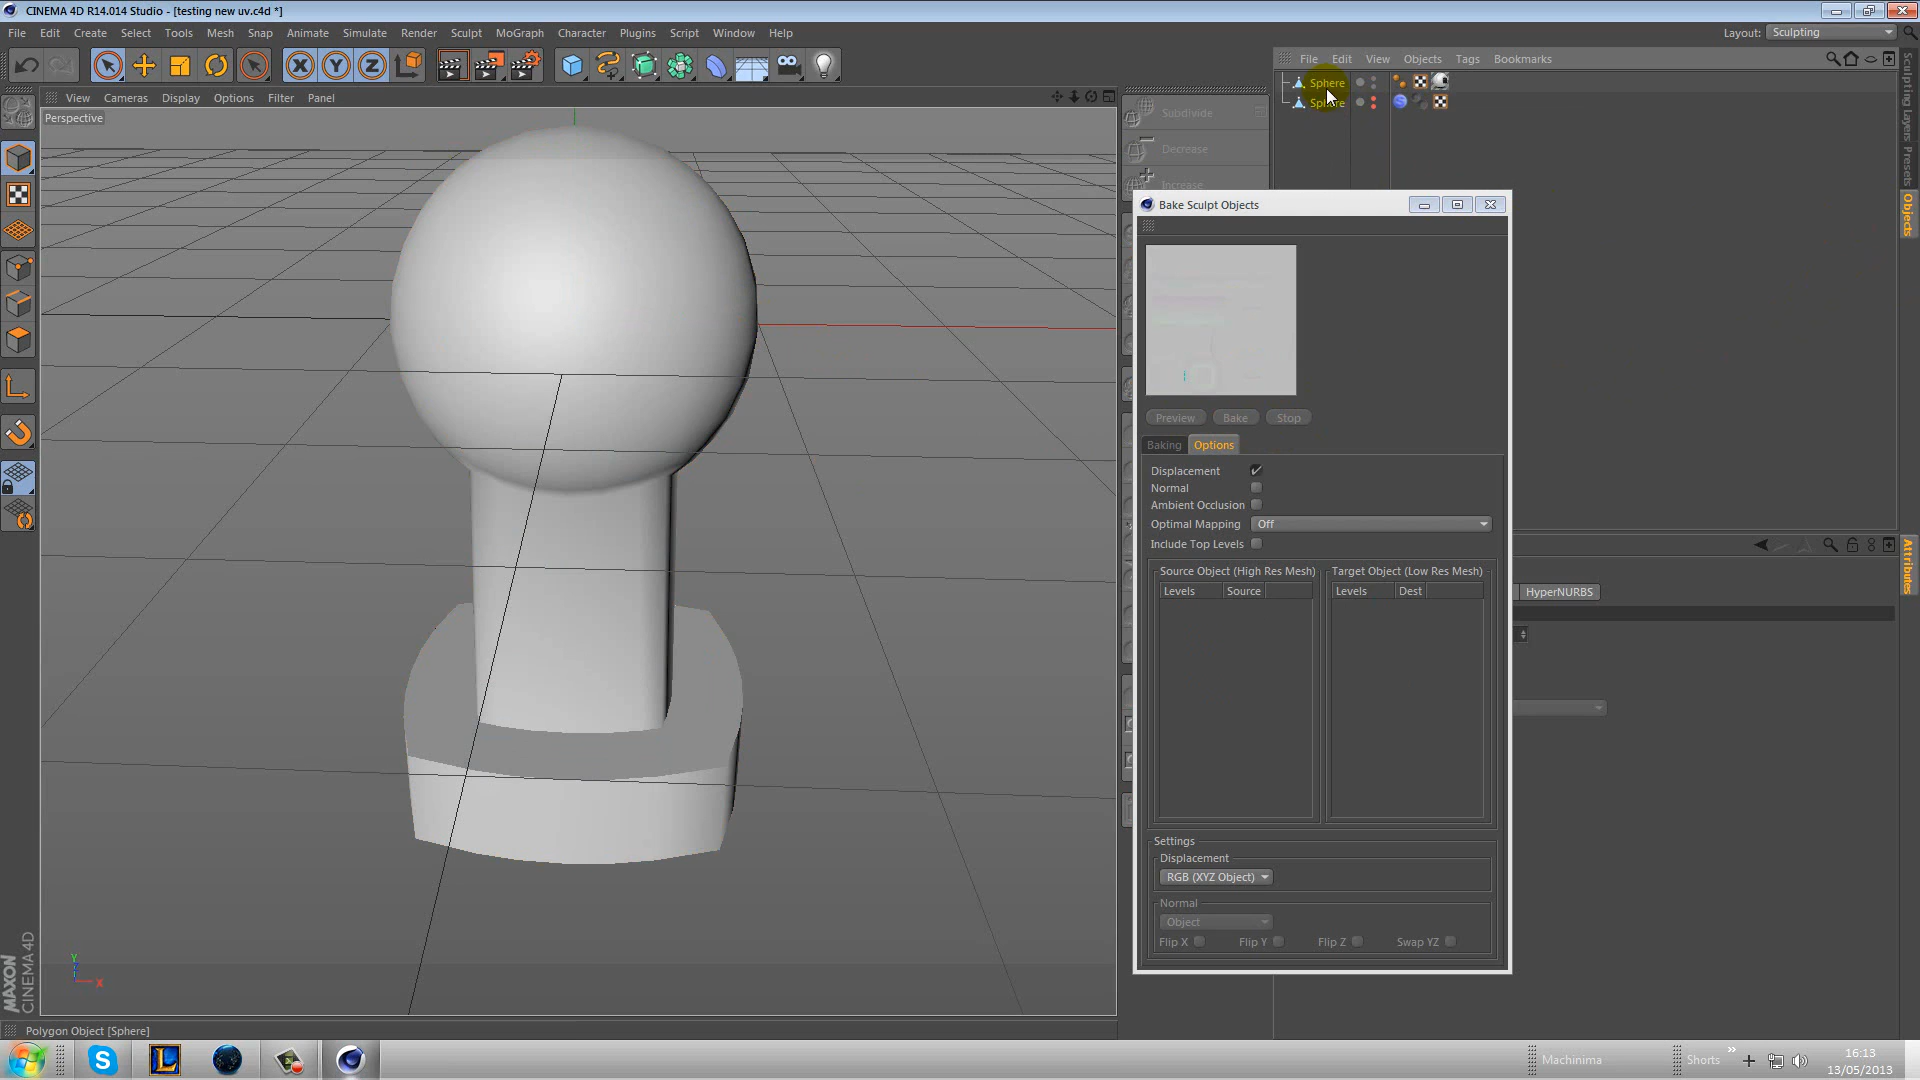 CINEMA 4D R14.014 Studio - [testing new uv.c4d *]
File Edit Create Select Tools Mesh Snap Animate Simulate Render Sculpt MoGraph Character Plugins Script Window Help
Layout: Sculpting
File Edit View Objects Tags Bookmarks
Sphere
Sphere
View Cameras Display Options Filter Panel
Perspective
Subdivide
Decrease
Increase
Bake Sculpt Objects
Preview Bake Stop
Baking Options
Displacement
Normal
Ambient Occlusion
Optimal Mapping Off
Include Top Levels
Source Object (High Res Mesh) Target Object (Low Res Mesh)
Levels Source Levels Dest
Settings
Displacement
RGB (XYZ Object)
Normal
Object
Flip X Flip Y Flip Z Swap YZ
HyperNURBS
Sculpting Layers
Presets
Objects
Attributes
Y
X
MAXON
CINEMA 4D
Polygon Object [Sphere]
Machinima
Shorts
16:13
13/05/2013